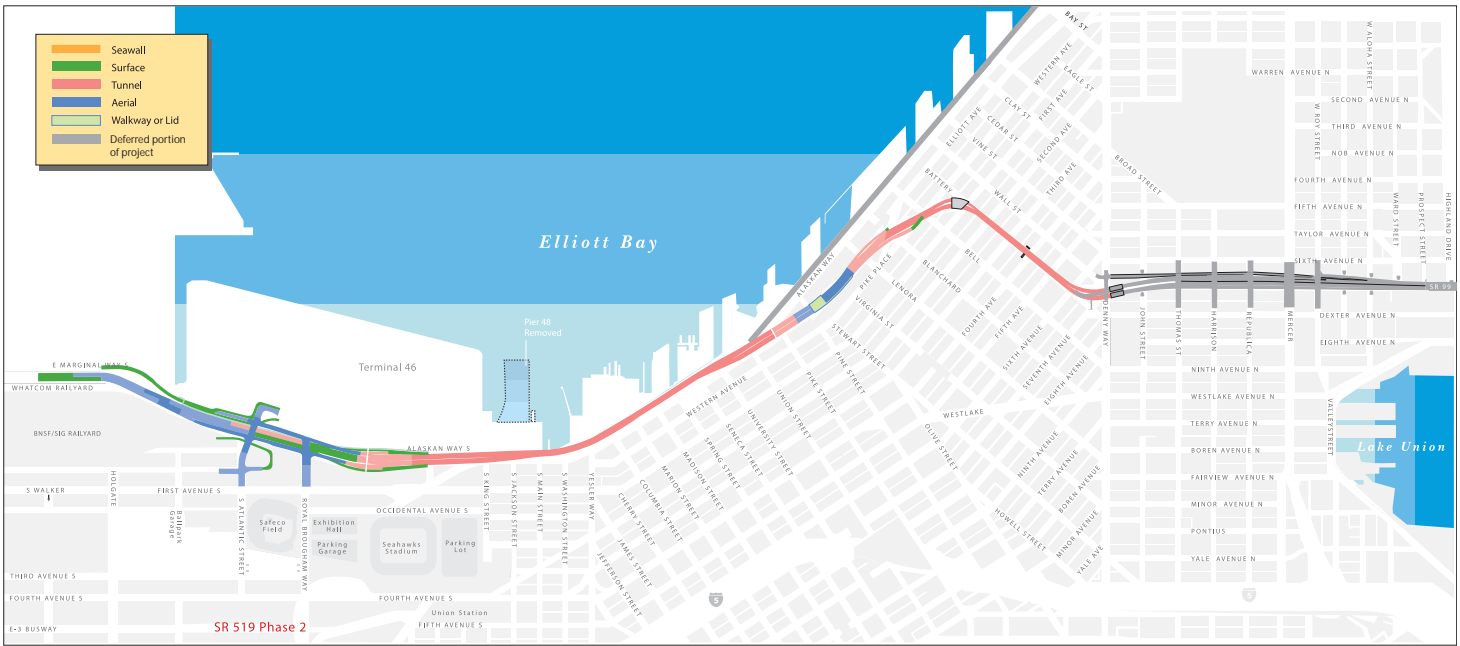 Seawall
Surface
Tunnel
Aerial
Walkway or Lid
Deferred portion
of project
Elliott Bay
Pier 48
Removed
Terminal 46
E MARGINAL WAY S
WHATCOM RAILYARD
BNSF/SIG RAILYARD
ALASKAN WAY S
S WALKER
HOLGATE
FIRST AVENUE S
Ballpark
Garage
S ATLANTIC STREET
Safeco
Field
ROYAL BROUGHAM WAY
Exhibition
Hall
Parking
Garage
OCCIDENTAL AVENUE S
Seahawks
Stadium
Parking
Lot
THIRD AVENUE S
FOURTH AVENUE S
FOURTH AVENUE S
Union Station
FIFTH AVENUE S
E-3 BUSWAY
SR 519 Phase 2
S KING STREET
S JACKSON STREET
S MAIN STREET
S WASHINGTON STREET
YESLER WAY
JEFFERSON STREET
JAMES STREET
CHERRY STREET
COLUMBIA STREET
MARION STREET
MADISON STREET
SPRING STREET
SENECA STREET
UNIVERSITY STREET
UNION STREET
PIKE STREET
PINE STREET
STEWART STREET
VIRGINIA ST
LENORA
BLANCHARD
BELL
WALL ST
BATTERY
VINE ST
CEDAR ST
CLAY ST
EAGLE ST
BAY ST
BROAD STREET
WESTERN AVENUE
ALASKAN WAY
PIKE PLACE
ELLIOTT AVE
WESTERN AVE
FIRST AVE
SECOND AVE
THIRD AVE
FOURTH AVE
FIFTH AVE
SIXTH AVENUE
SEVENTH AVENUE
EIGHTH AVENUE
WESTLAKE
OLIVE STREET
HOWELL STREET
NINTH AVENUE
TERRY AVENUE
BOREN AVENUE
MINOR AVENUE
YALE AVE
5
5
DENNY WAY
JOHN STREET
THOMAS ST
HARRISON
REPUBLICA
MERCER
W ROY STREET
VALLEY STREET
W ALOHA STREET
WARD STREET
PROSPECT STREET
HIGHLAND DRIVE
WARREN AVENUE N
SECOND AVENUE N
THIRD AVENUE N
NOB AVENUE N
FOURTH AVENUE N
FIFTH AVENUE N
TAYLOR AVENUE N
SIXTH AVENUE N
SR 99
DEXTER AVENUE N
EIGHTH AVENUE N
NINTH AVENUE N
WESTLAKE AVENUE N
TERRY AVENUE N
BOREN AVENUE N
FAIRVIEW AVENUE N
MINOR AVENUE N
PONTIUS
YALE AVENUE N
Lake Union